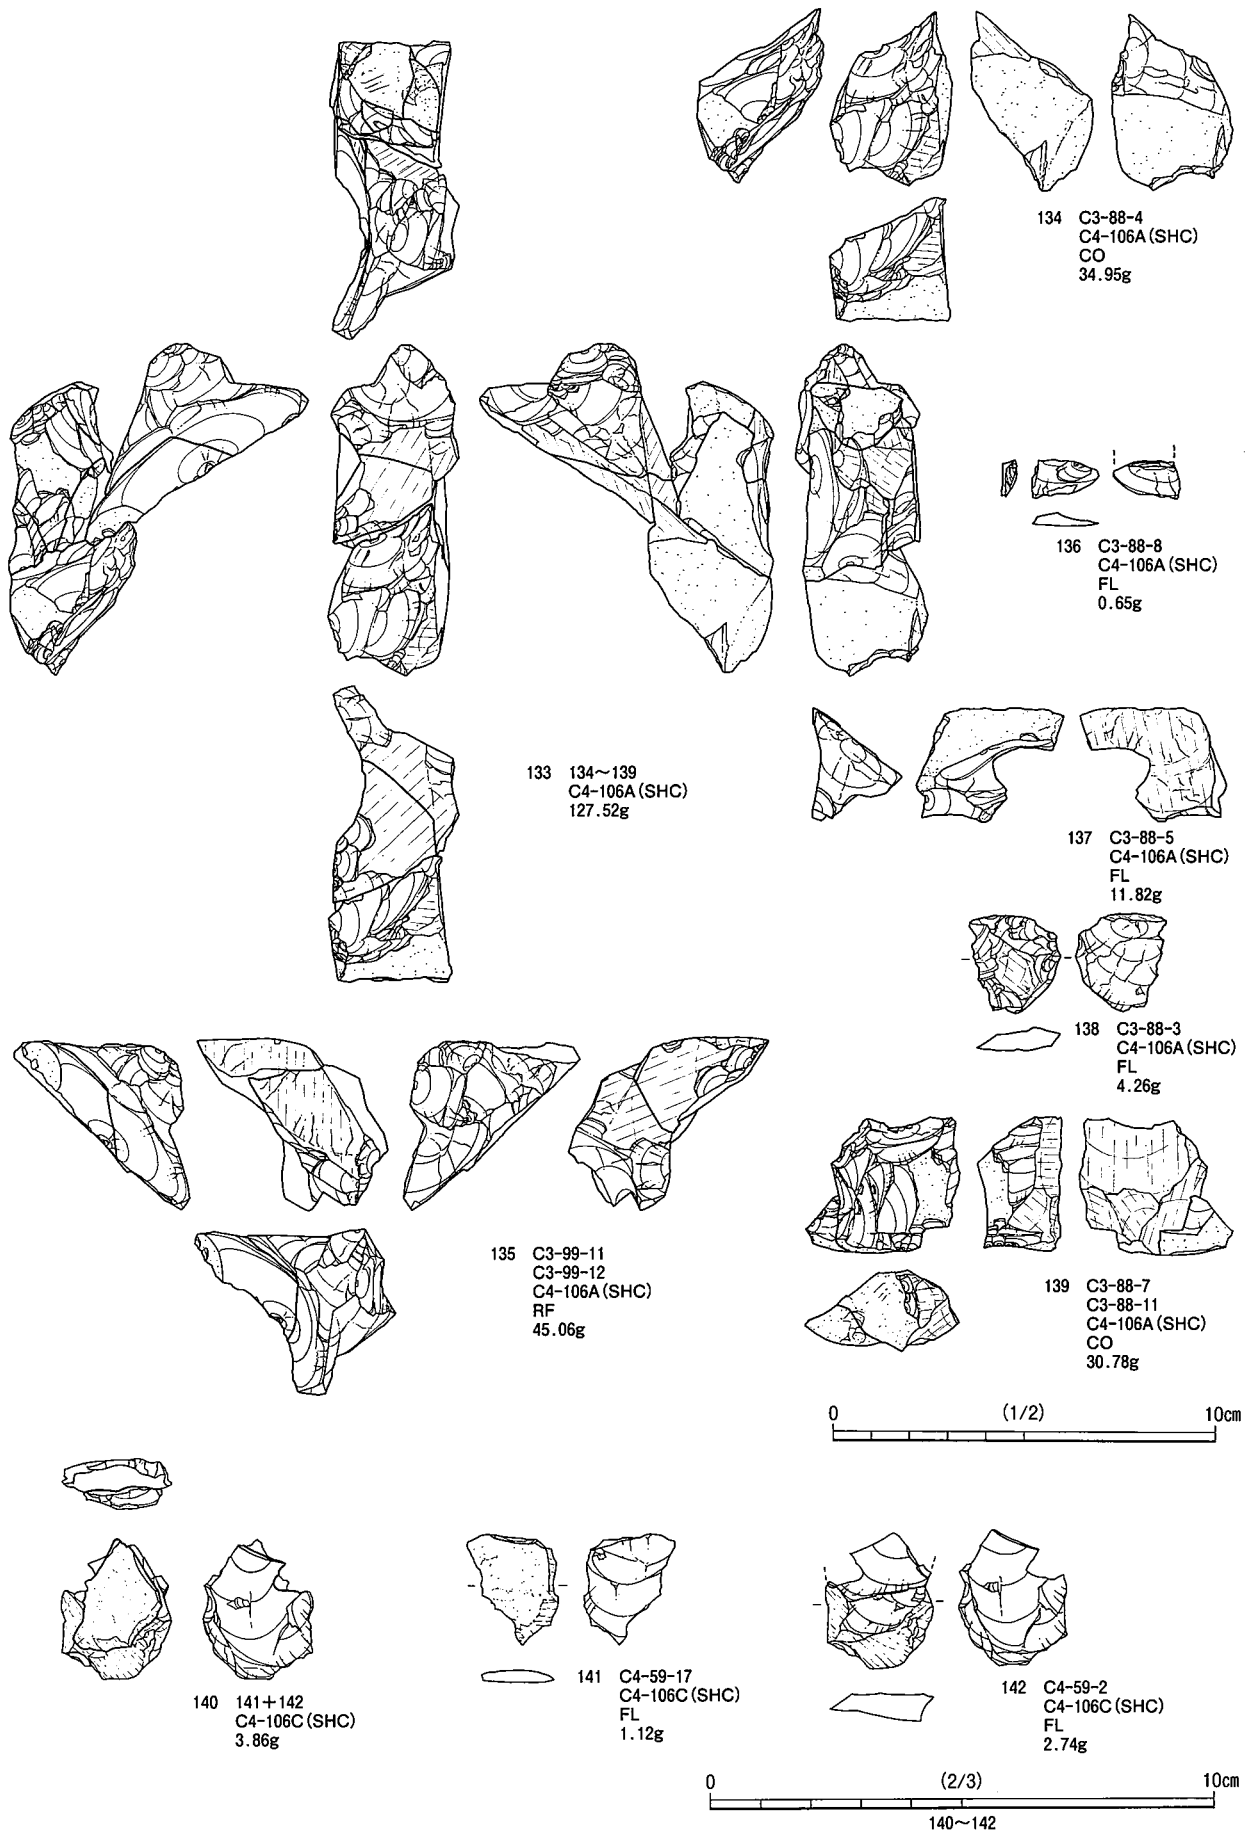 134 C3-88-4
C4-106A(SHC)
CO
34.95g
136 C3-88-8
C4-106A(SHC)
FL
0.65g
133 134～139
C4-106A(SHC)
127.52g
137 C3-88-5
C4-106A(SHC)
FL
11.82g
138 C3-88-3
C4-106A(SHC)
FL
4.26g
135 C3-99-11
C3-99-12
C4-106A(SHC)
RF
45.06g
139 C3-88-7
C3-88-11
C4-106A(SHC)
CO
30.78g
0 (1/2) 10cm
140 141+142
C4-106C(SHC)
3.86g
141 C4-59-17
C4-106C(SHC)
FL
1.12g
142 C4-59-2
C4-106C(SHC)
FL
2.74g
0 (2/3) 10cm
140～142